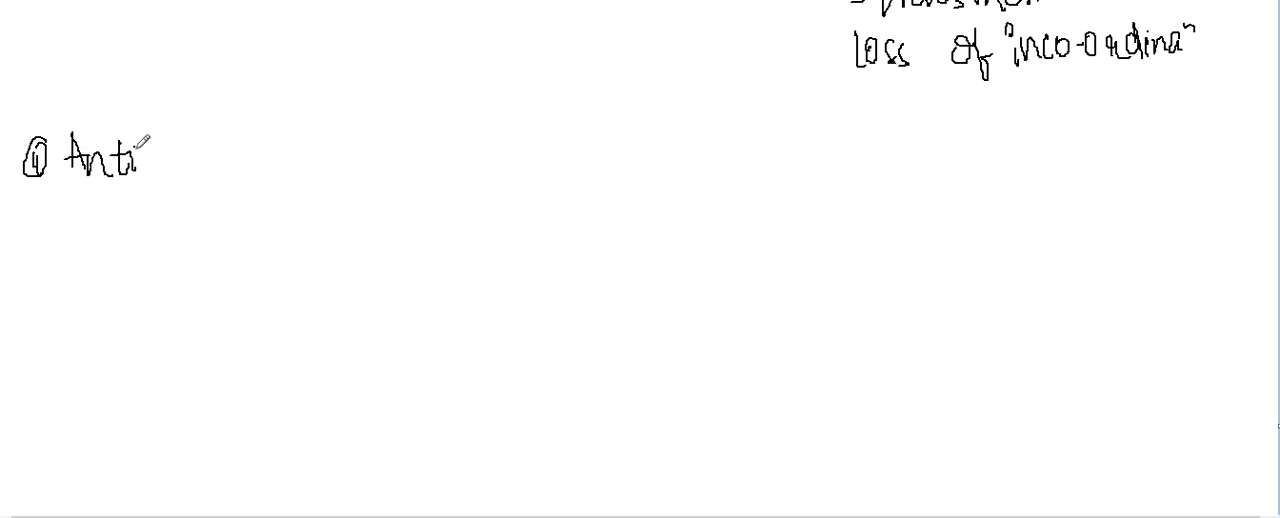 loss of "inco-ordina"
④ Anti